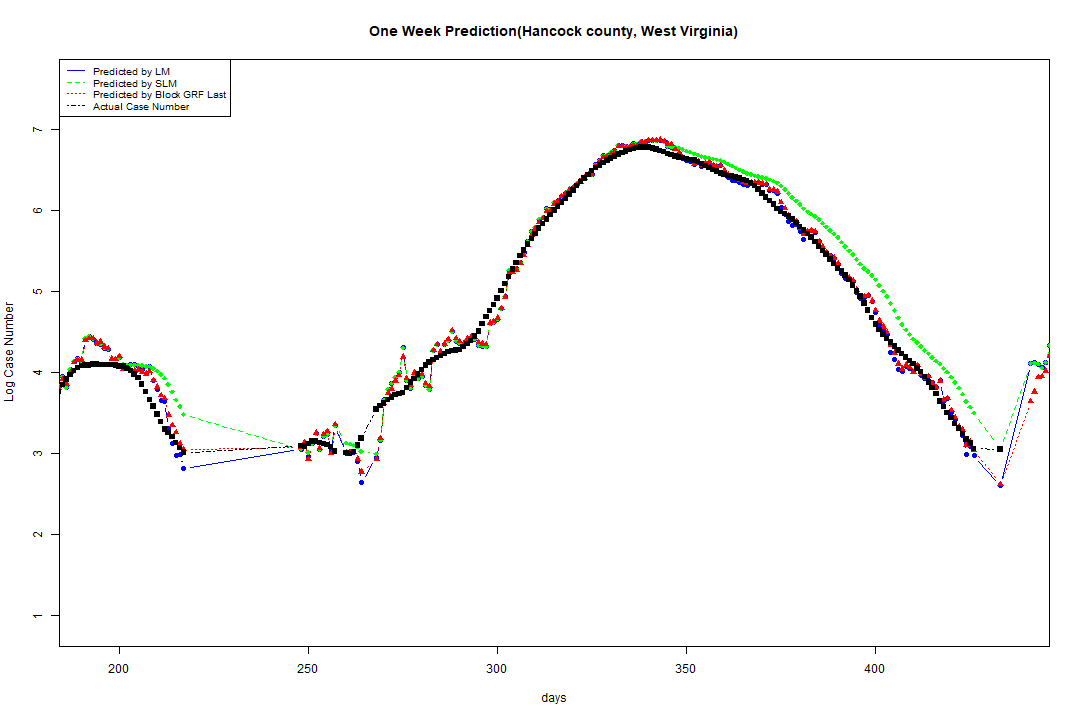 One Week Prediction(Hancock county, West Virginia)
Predicted by LM
Predicted by SLM
Predicted by Block GRF Last
Actual Case Number
Log Case Number
7
6
5
4
3
2
1
200 250 300 350 400
days